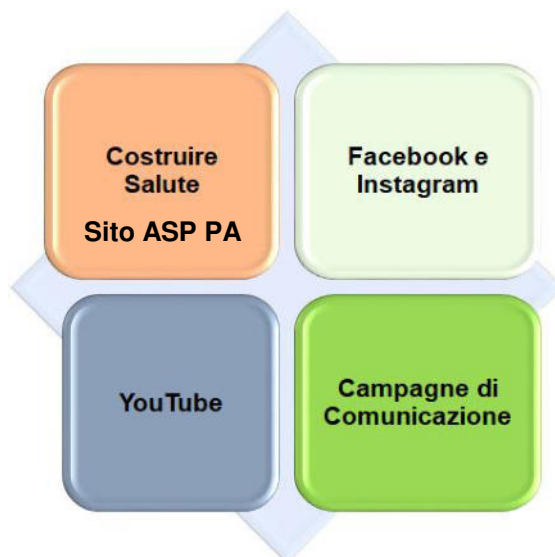 Costruire
Salute
Sito ASP PA
Facebook e
Instagram
YouTube
Campagne di
Comunicazione